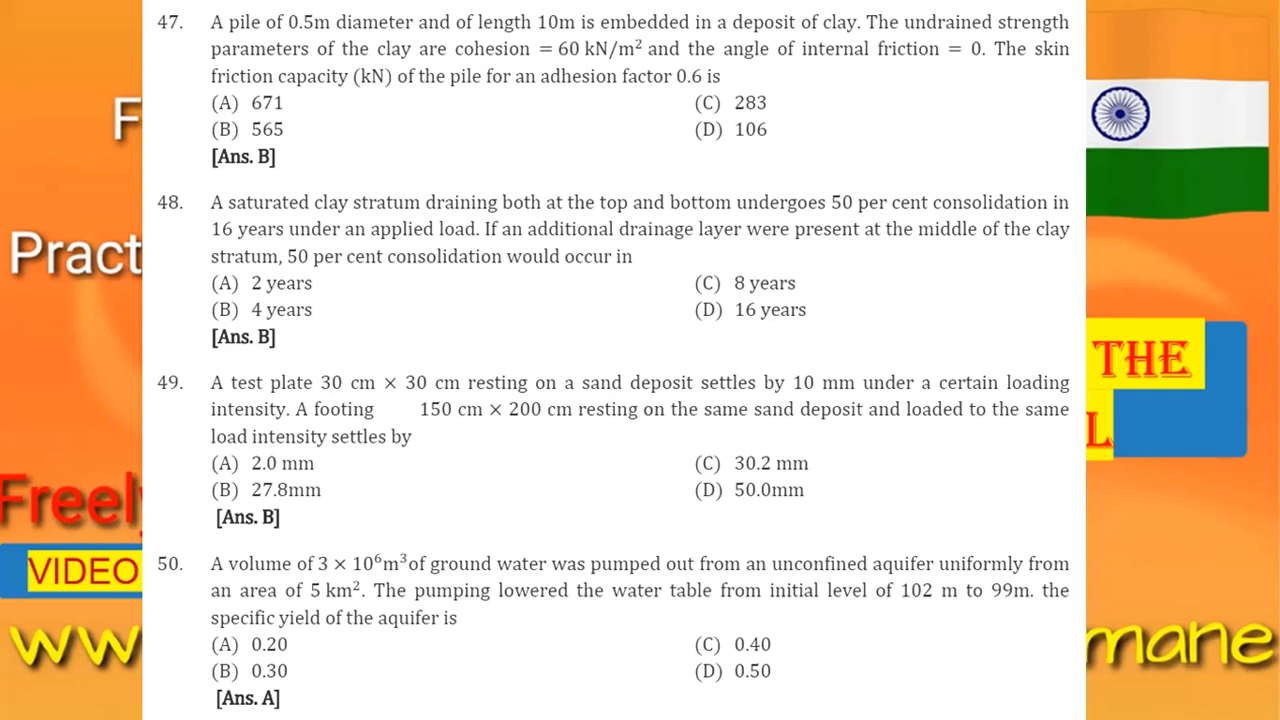 47. A pile of 0.5m diameter and of length 10m is embedded in a deposit of clay. The undrained strength
parameters of the clay are cohesion = 60 kN/m² and the angle of internal friction = 0. The skin
friction capacity (kN) of the pile for an adhesion factor 0.6 is
(A) 671 (C) 283
(B) 565 (D) 106
[Ans. B]
48. A saturated clay stratum draining both at the top and bottom undergoes 50 per cent consolidation in
16 years under an applied load. If an additional drainage layer were present at the middle of the clay
stratum, 50 per cent consolidation would occur in
(A) 2 years (C) 8 years
(B) 4 years (D) 16 years
[Ans. B]
49. A test plate 30 cm × 30 cm resting on a sand deposit settles by 10 mm under a certain loading
intensity. A footing 150 cm × 200 cm resting on the same sand deposit and loaded to the same
load intensity settles by
(A) 2.0 mm (C) 30.2 mm
(B) 27.8mm (D) 50.0mm
[Ans. B]
50. A volume of 3 × 10⁶m³of ground water was pumped out from an unconfined aquifer uniformly from
an area of 5 km². The pumping lowered the water table from initial level of 102 m to 99m. the
specific yield of the aquifer is
(A) 0.20 (C) 0.40
(B) 0.30 (D) 0.50
[Ans. A]
F
Pract
Freely
VIDEO
ww
THE
L
mane